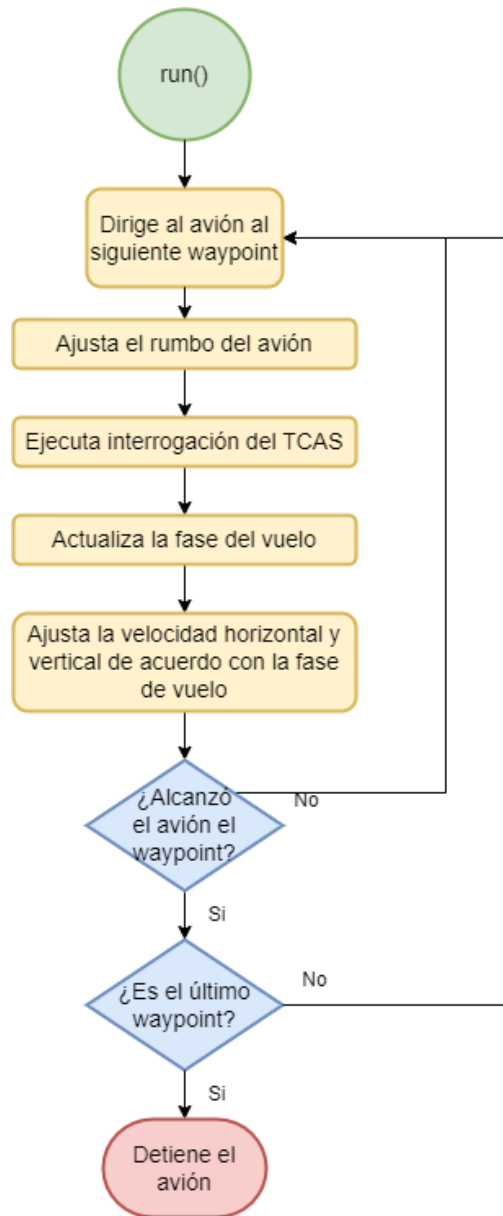 run()
Dirige al avión al
siguiente waypoint
Ajusta el rumbo del avión
Ejecuta interrogación del TCAS
Actualiza la fase del vuelo
Ajusta la velocidad horizontal y
vertical de acuerdo con la fase
de vuelo
¿Alcanzó
el avión el
waypoint?
No
Si
¿Es el último
waypoint?
No
Si
Detiene el
avión